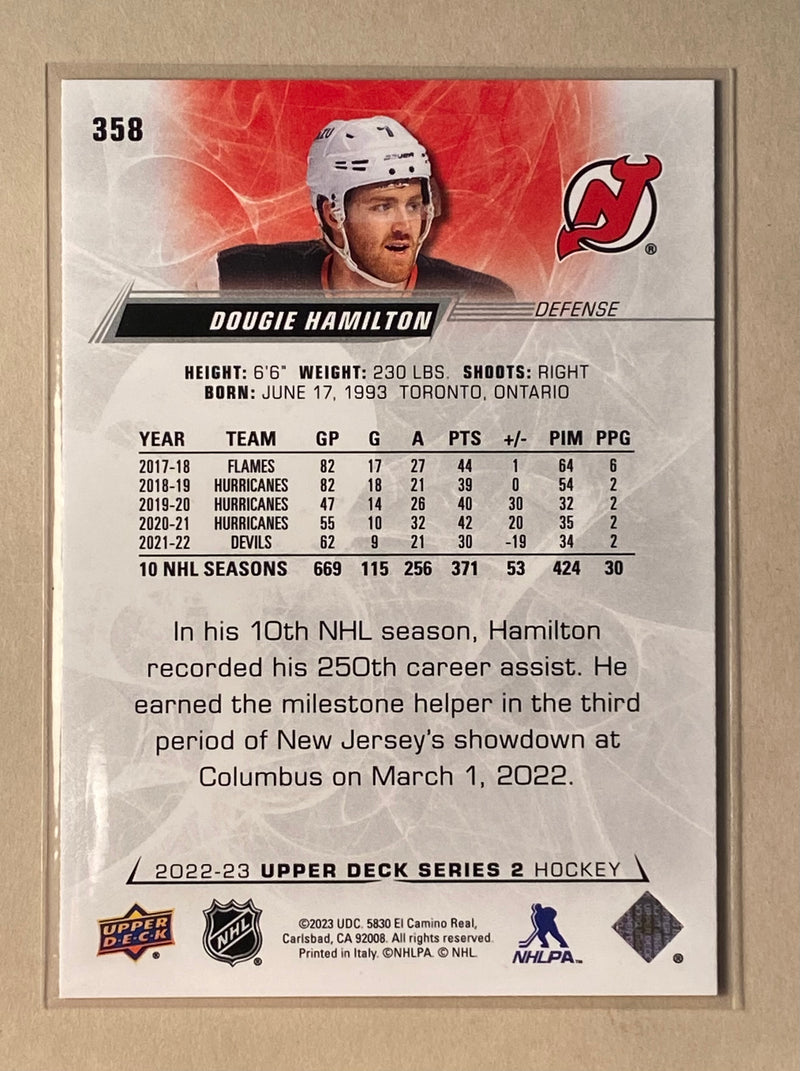 358
BAUER
N
®
DOUGIE HAMILTON
DEFENSE
HEIGHT: 6'6" WEIGHT: 230 LBS. SHOOTS: RIGHT
BORN: JUNE 17, 1993 TORONTO, ONTARIO
YEAR TEAM GP G A PTS +/- PIM PPG
2017-18 FLAMES 82 17 27 44 1 64 6
2018-19 HURRICANES 82 18 21 39 0 54 2
2019-20 HURRICANES 47 14 26 40 30 32 2
2020-21 HURRICANES 55 10 32 42 20 35 2
2021-22 DEVILS 62 9 21 30 -19 34 2
10 NHL SEASONS 669 115 256 371 53 424 30
In his 10th NHL season, Hamilton
recorded his 250th career assist. He
earned the milestone helper in the third
period of New Jersey's showdown at
Columbus on March 1, 2022.
2022-23 UPPER DECK SERIES 2 HOCKEY
UPPER
D·E·C·K
®
NHL
®
©2023 UDC. 5830 El Camino Real,
Carlsbad, CA 92008. All rights reserved.
Printed in Italy. ©NHLPA. © NHL.
NHLPA™
®